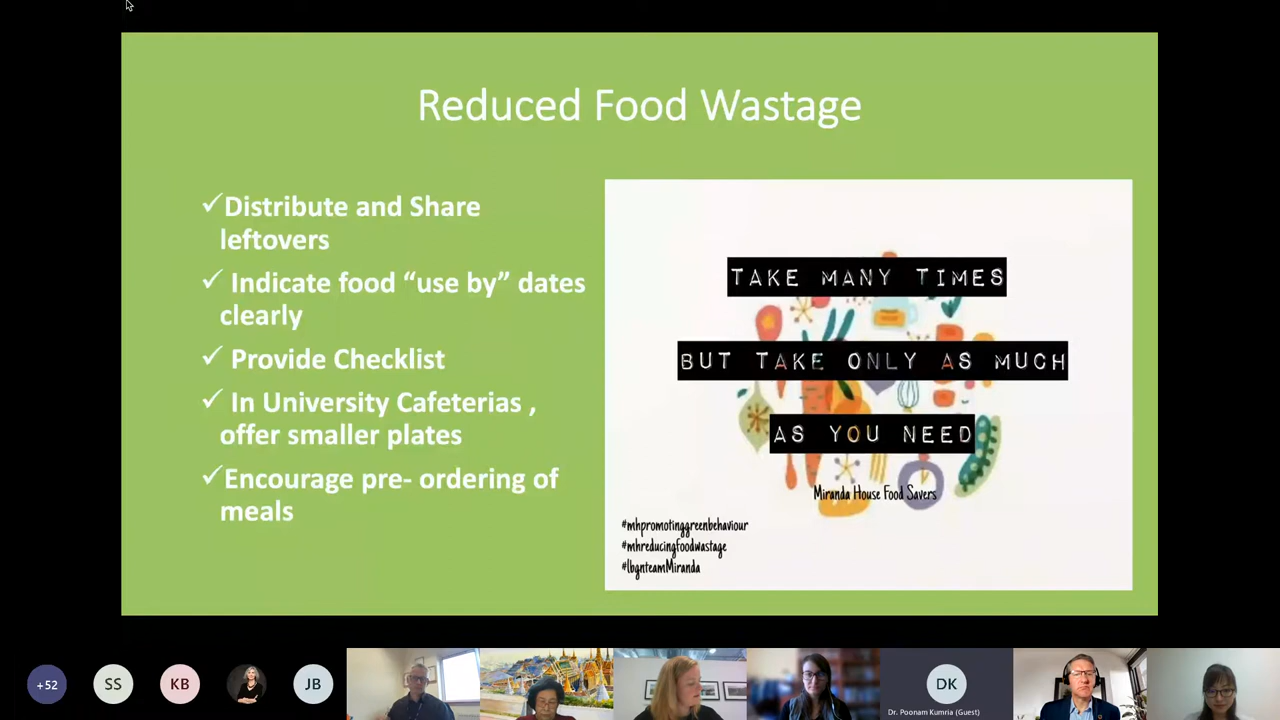 Reduced Food Wastage
✓Distribute and Share
leftovers
✓ Indicate food “use by” dates
clearly
✓ Provide Checklist
✓ In University Cafeterias ,
offer smaller plates
✓Encourage pre- ordering of
meals
TAKE MANY TIMES
BUT TAKE ONLY AS MUCH
AS YOU NEED
Miranda House Food Savers
#mhpromotinggreenbehaviour
#mhreducingfoodwastage
#lbgnteamMiranda
+52
SS
KB
JB
DK
Dr. Poonam Kumria (Guest)